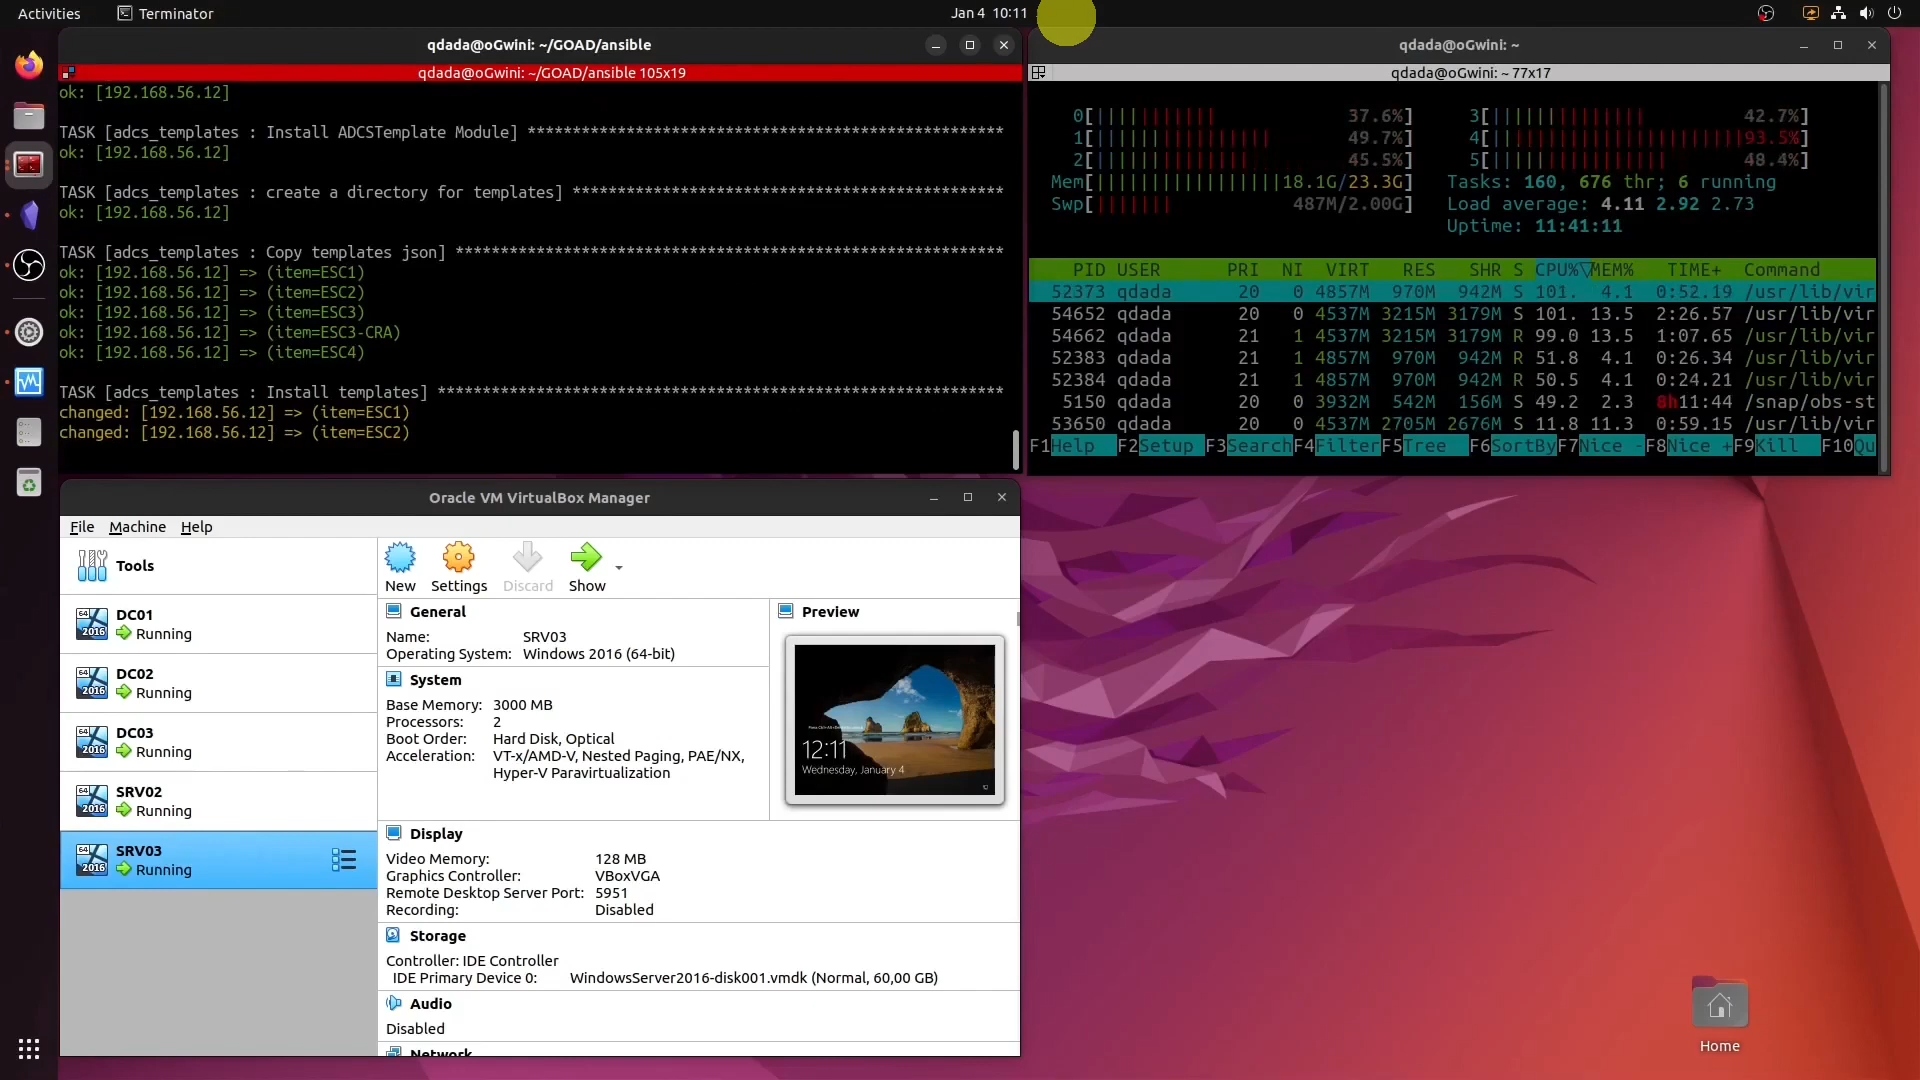 Activities
Terminator
Jan 4 10:11
qdada@oGwini: ~/GOAD/ansible
qdada@oGwini: ~/GOAD/ansible 105x19
ok: [192.168.56.12]
TASK [adcs_templates : Install ADCSTemplate Module] *****************************************************
ok: [192.168.56.12]
TASK [adcs_templates : create a directory for templates] ************************************************
ok: [192.168.56.12]
TASK [adcs_templates : Copy templates json] *************************************************************
ok: [192.168.56.12] => (item=ESC1)
ok: [192.168.56.12] => (item=ESC2)
ok: [192.168.56.12] => (item=ESC3)
ok: [192.168.56.12] => (item=ESC3-CRA)
ok: [192.168.56.12] => (item=ESC4)
TASK [adcs_templates : Install templates] ***************************************************************
changed: [192.168.56.12] => (item=ESC1)
changed: [192.168.56.12] => (item=ESC2)
qdada@oGwini: ~
qdada@oGwini: ~ 77x17
0[ 37.6%] 3[ 42.7%]
1[ 49.7%] 4[ 93.5%]
2[ 45.5%] 5[ 48.4%]
Mem[ 18.1G/23.3G] Tasks: 160, 676 thr; 6 running
Swp[ 487M/2.00G] Load average: 4.11 2.92 2.73
Uptime: 11:41:11
PID USER PRI NI VIRT RES SHR S CPU%▽MEM% TIME+ Command
52373 qdada 20 0 4857M 970M 942M S 101. 4.1 0:52.19 /usr/lib/vir
54652 qdada 20 0 4537M 3215M 3179M S 101. 13.5 2:26.57 /usr/lib/vir
54662 qdada 21 1 4537M 3215M 3179M R 99.0 13.5 1:07.65 /usr/lib/vir
52383 qdada 21 1 4857M 970M 942M R 51.8 4.1 0:26.34 /usr/lib/vir
52384 qdada 21 1 4857M 970M 942M R 50.5 4.1 0:24.21 /usr/lib/vir
5150 qdada 20 0 3932M 542M 156M S 49.2 2.3 8h11:44 /snap/obs-st
53650 qdada 20 0 4537M 2705M 2676M S 11.8 11.3 0:59.15 /usr/lib/vir
F1Help F2Setup F3SearchF4FilterF5Tree F6SortByF7Nice -F8Nice +F9Kill F10Qu
Oracle VM VirtualBox Manager
File Machine Help
Tools
New Settings Discard Show
DC01
Running
DC02
Running
DC03
Running
SRV02
Running
SRV03
Running
64
2016
64
2016
64
2016
64
2016
64
2016
General
Name: SRV03
Operating System: Windows 2016 (64-bit)
System
Base Memory: 3000 MB
Processors: 2
Boot Order: Hard Disk, Optical
Acceleration: VT-x/AMD-V, Nested Paging, PAE/NX,
Hyper-V Paravirtualization
Preview
12:11
Wednesday, January 4
Display
Video Memory: 128 MB
Graphics Controller: VBoxVGA
Remote Desktop Server Port: 5951
Recording: Disabled
Storage
Controller: IDE Controller
IDE Primary Device 0: WindowsServer2016-disk001.vmdk (Normal, 60,00 GB)
Audio
Disabled
Network
Home